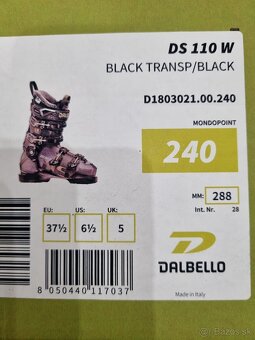 DS 110 W
BLACK TRANSP/BLACK
D1803021.00.240
MONDOPOINT
240
MM: 288
Int. Nr. 28
EU: US: UK:
37½ 6½ 5
DALBELLO
8 050440 117037
Made in Italy